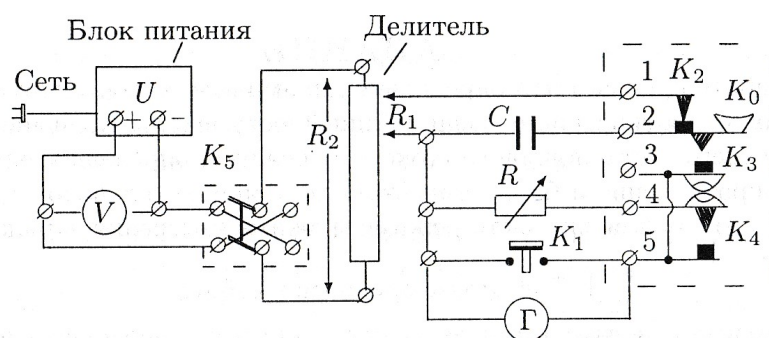 Блок питания
Делитель
Сеть
U
+ -
V
K₅
R₂
R₁
C
R
K₁
Г
1
2
3
4
5
K₂
K₀
K₃
K₄